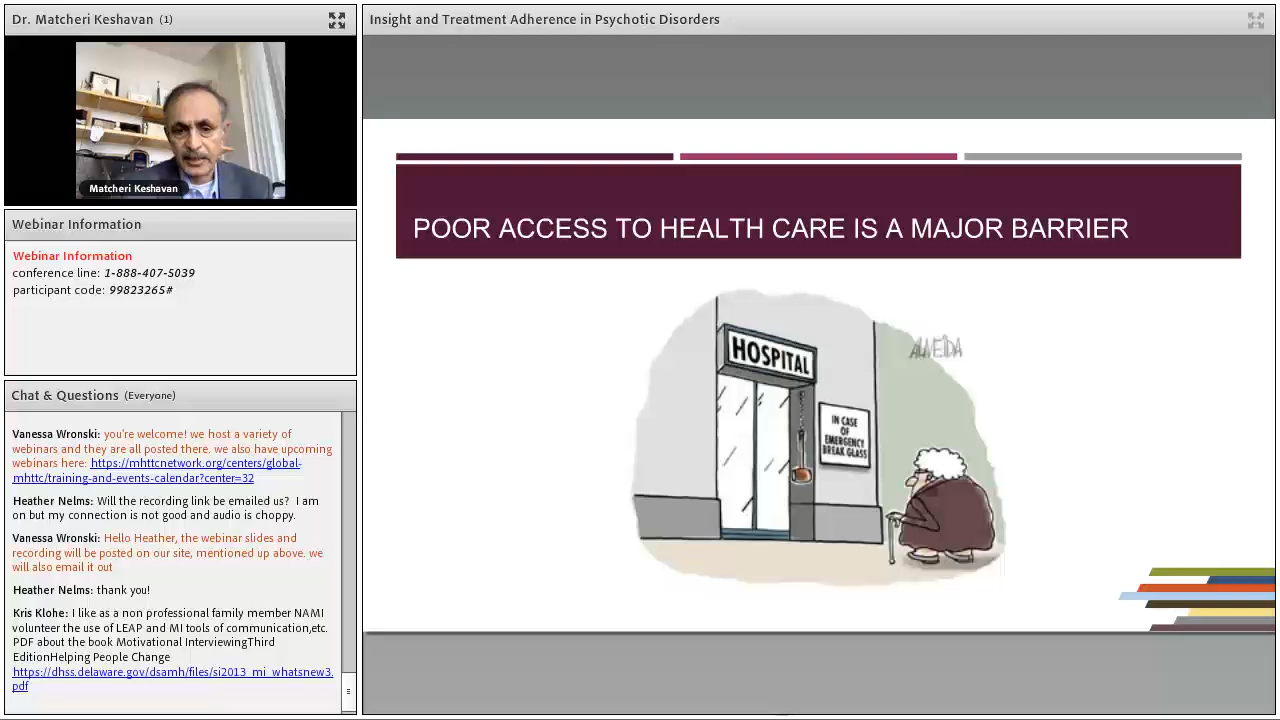 Dr. Matcheri Keshavan (1)
Matcheri Keshavan
Webinar Information
Webinar Information
conference line: 1-888-407-5039
participant code: 99823265#
Chat & Questions (Everyone)
Vanessa Wronski: you're welcome! we host a variety of
webinars and they are all posted there. we also have upcoming
webinars here: https://mhttcnetwork.org/centers/global-
mhttc/training-and-events-calendar?center=32
Heather Nelms: Will the recording link be emailed us? I am
on but my connection is not good and audio is choppy.
Vanessa Wronski: Hello Heather, the webinar slides and
recording will be posted on our site, mentioned up above. we
will also email it out
Heather Nelms: thank you!
Kris Klohe: I like as a non professional family member NAMI
volunteer the use of LEAP and MI tools of communication,etc.
PDF about the book Motivational InterviewingThird
EditionHelping People Change
https://dhss.delaware.gov/dsamh/files/si2013_mi_whatsnew3.
pdf
Insight and Treatment Adherence in Psychotic Disorders
POOR ACCESS TO HEALTH CARE IS A MAJOR BARRIER
HOSPITAL
ALMEIDA
IN CASE
OF
EMERGENCY
BREAK GLASS